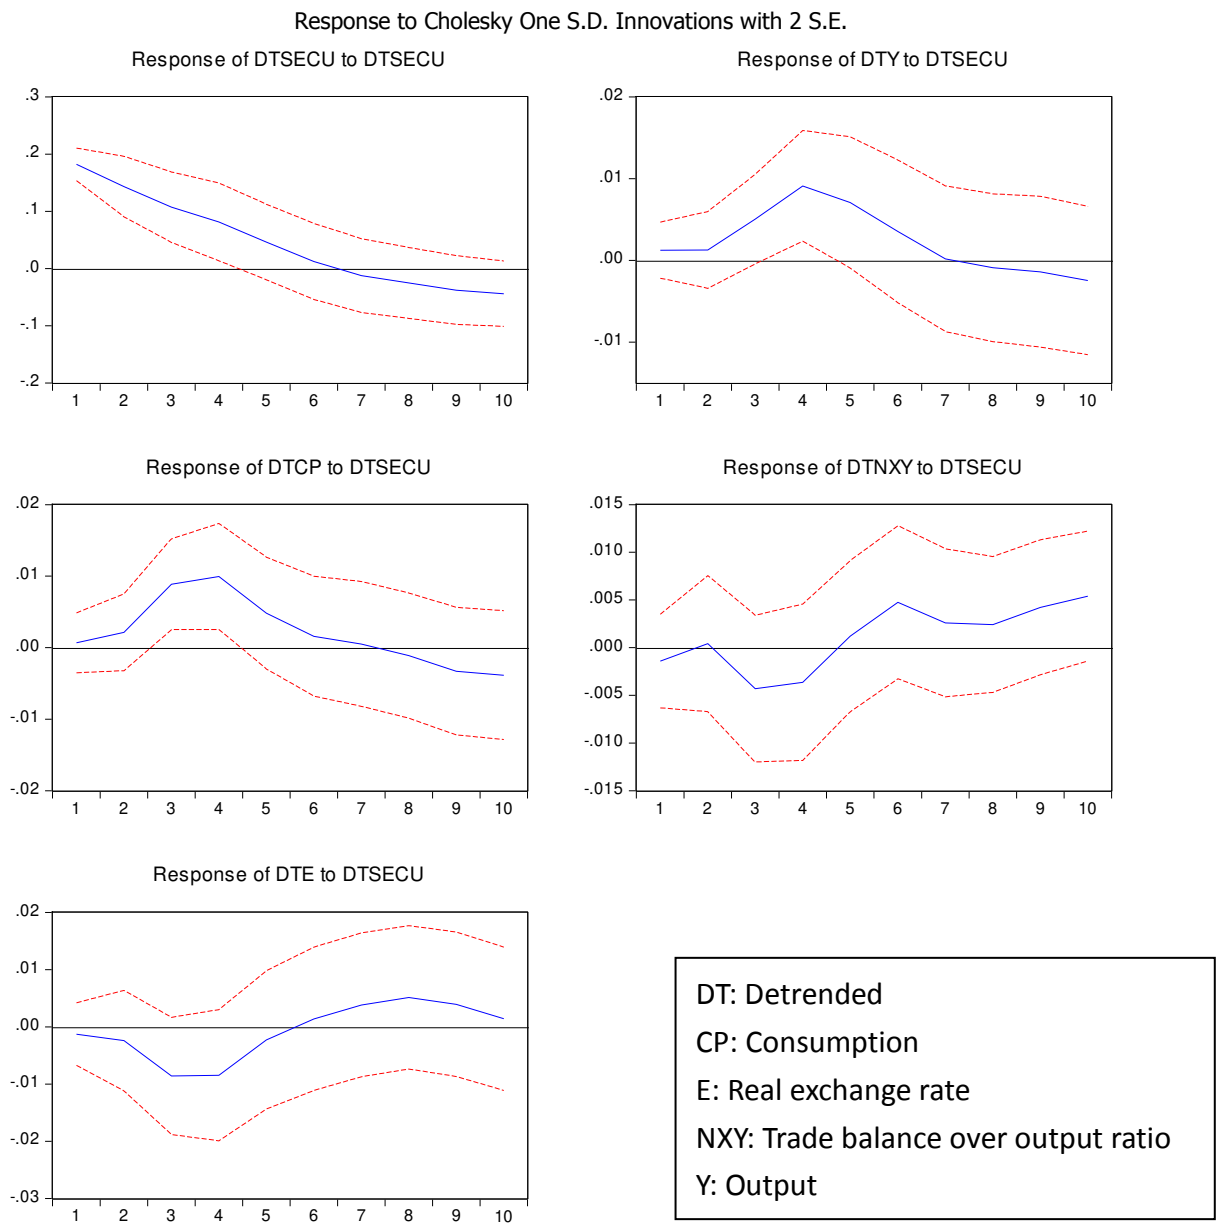 Response to Cholesky One S.D. Innovations with 2 S.E.
Response of DTSECU to DTSECU
.3
.2
.1
.0
-.1
-.2
1 2 3 4 5 6 7 8 9 10
Response of DTY to DTSECU
.02
.01
.00
-.01
1 2 3 4 5 6 7 8 9 10
Response of DTCP to DTSECU
.02
.01
.00
-.01
-.02
1 2 3 4 5 6 7 8 9 10
Response of DTNXY to DTSECU
.015
.010
.005
.000
-.005
-.010
-.015
1 2 3 4 5 6 7 8 9 10
Response of DTE to DTSECU
.02
.01
.00
-.01
-.02
-.03
1 2 3 4 5 6 7 8 9 10
DT: Detrended
CP: Consumption
E: Real exchange rate
NXY: Trade balance over output ratio
Y: Output